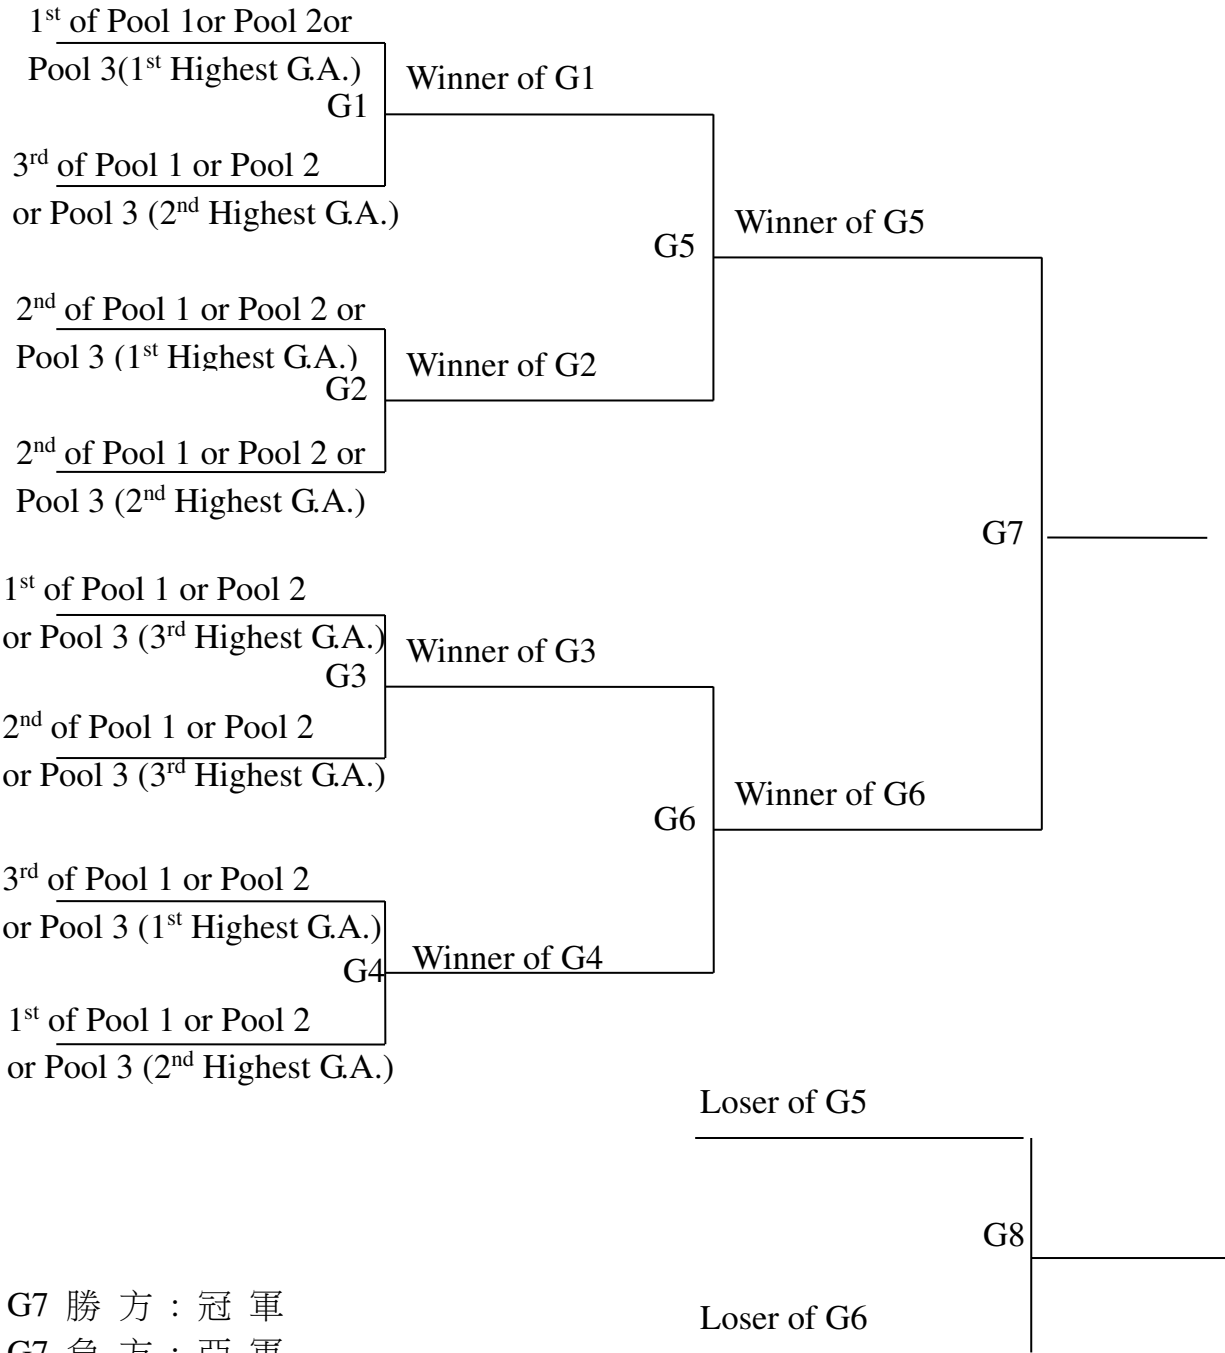 1st of Pool 1or Pool 2or
Pool 3(1st Highest G.A.)
Winner of G1
G1
3rd of Pool 1 or Pool 2
or Pool 3 (2nd Highest G.A.)
Winner of G5
G5
2nd of Pool 1 or Pool 2 or
Pool 3 (1st Highest G.A.)
Winner of G2
G2
2nd of Pool 1 or Pool 2 or
Pool 3 (2nd Highest G.A.)
G7
1st of Pool 1 or Pool 2
or Pool 3 (3rd Highest G.A.)
Winner of G3
G3
2nd of Pool 1 or Pool 2
or Pool 3 (3rd Highest G.A.)
Winner of G6
G6
3rd of Pool 1 or Pool 2
or Pool 3 (1st Highest G.A.)
Winner of G4
G4
1st of Pool 1 or Pool 2
or Pool 3 (2nd Highest G.A.)
Loser of G5
G8
Loser of G6
G7 勝 方 : 冠 軍
G7 負 方 : 亞 軍